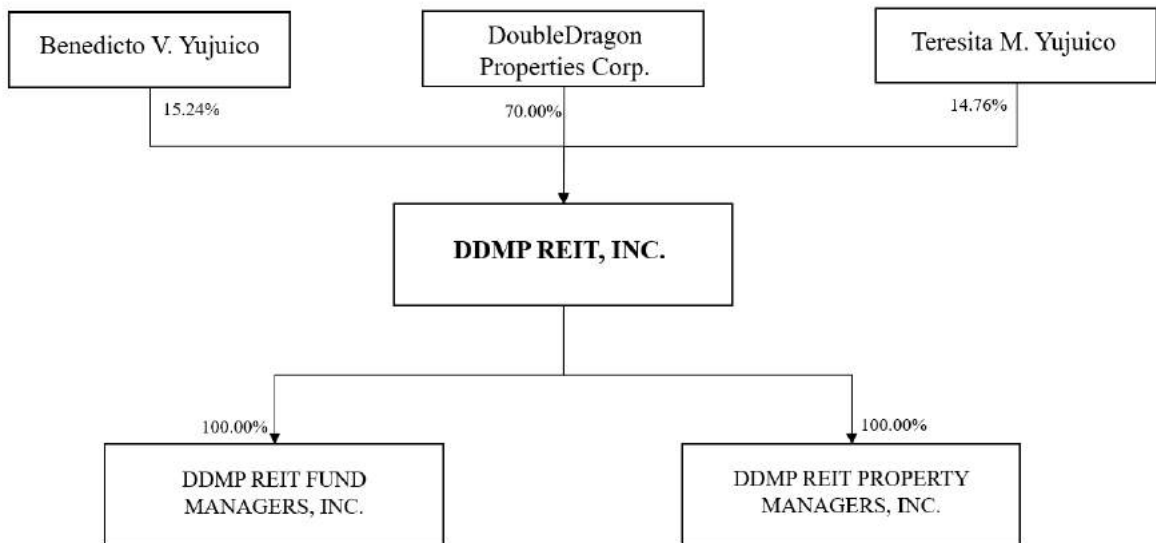 Benedicto V. Yujuico
DoubleDragon
Properties Corp.
Teresita M. Yujuico
15.24%
70.00%
14.76%
DDMP REIT, INC.
100.00%
100.00%
DDMP REIT FUND
MANAGERS, INC.
DDMP REIT PROPERTY
MANAGERS, INC.